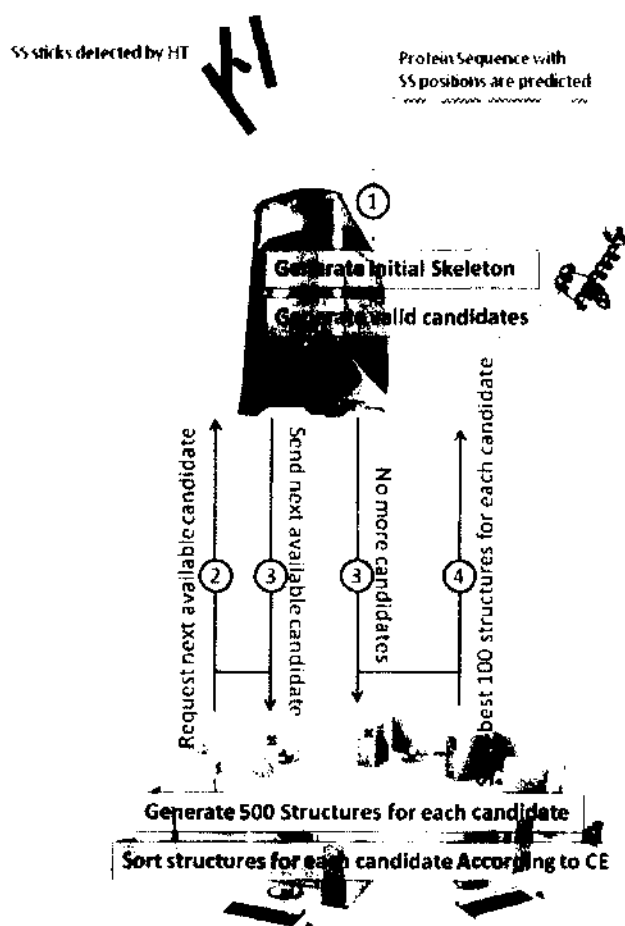 SS sticks detected by HT
Protein Sequence with
SS positions are predicted
1
Generate Initial Skeleton
Generate valid candidates
Request next available candidate
Send next available candidate
No more candidates
best 100 structures for each candidate
2
3
3
4
Generate 500 Structures for each candidate
Sort structures for each candidate According to CE